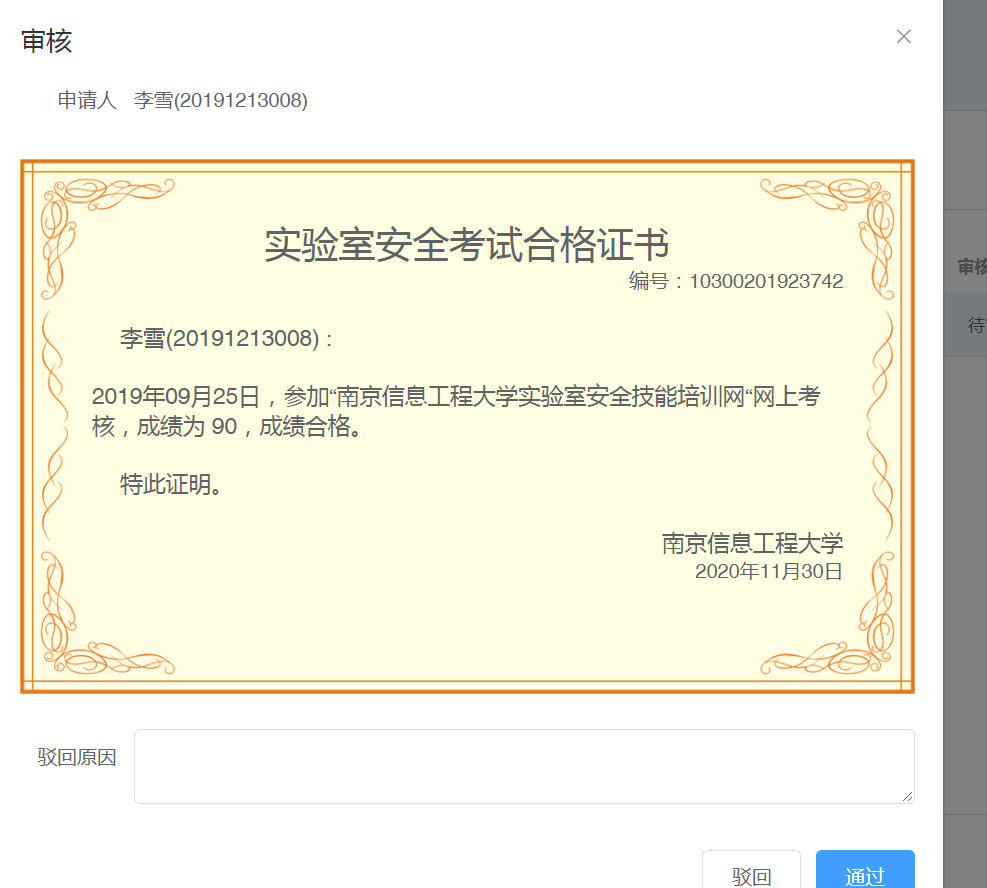 审核
申请人 李雪(20191213008)
实验室安全考试合格证书
编号：10300201923742
李雪(20191213008)：
2019年09月25日，参加“南京信息工程大学实验室安全技能培训网“网上考
核，成绩为 90，成绩合格。
特此证明。
南京信息工程大学
2020年11月30日
驳回原因
驳回 通过
审核
待